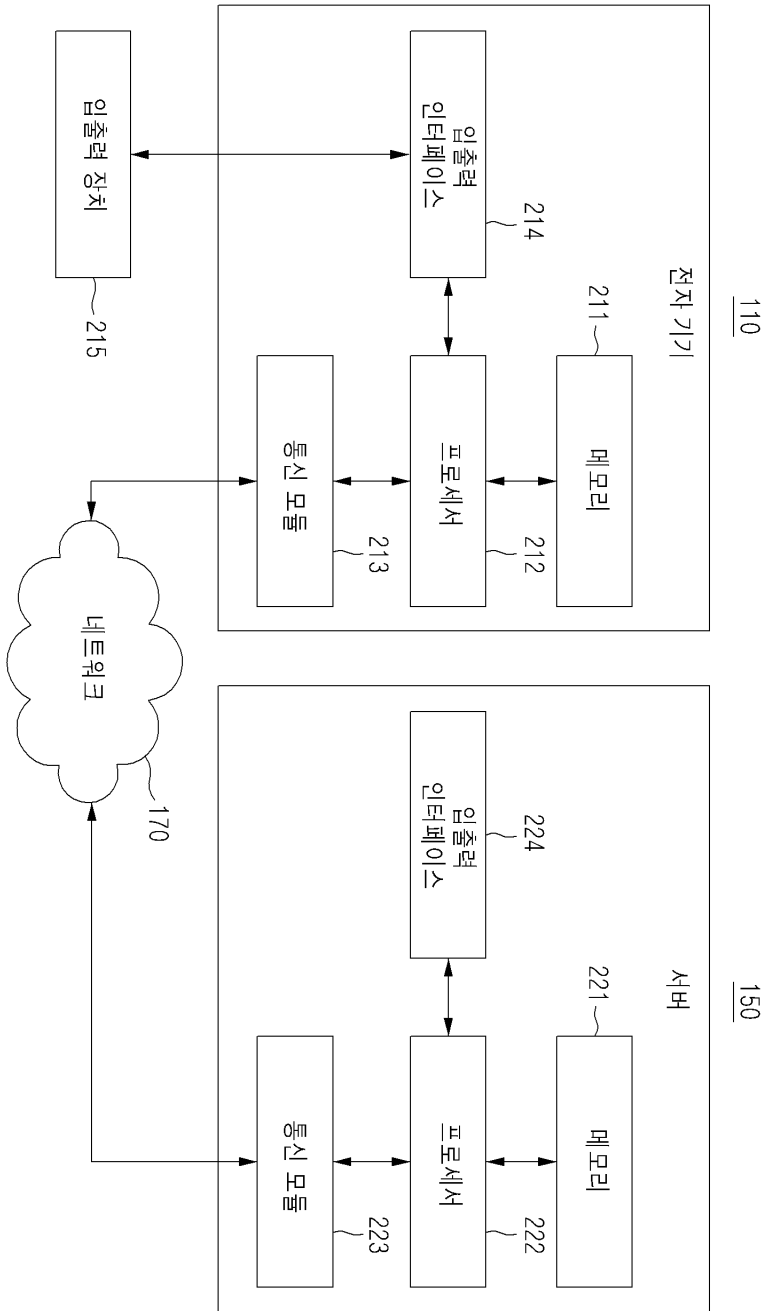 110
전자 기기
211
메모리
214
입출력
인터페이스
프로세서
212
통신 모듈
213
입출력 장치
215
150
서버
221
메모리
224
입출력
인터페이스
프로세서
222
통신 모듈
223
네트워크
170